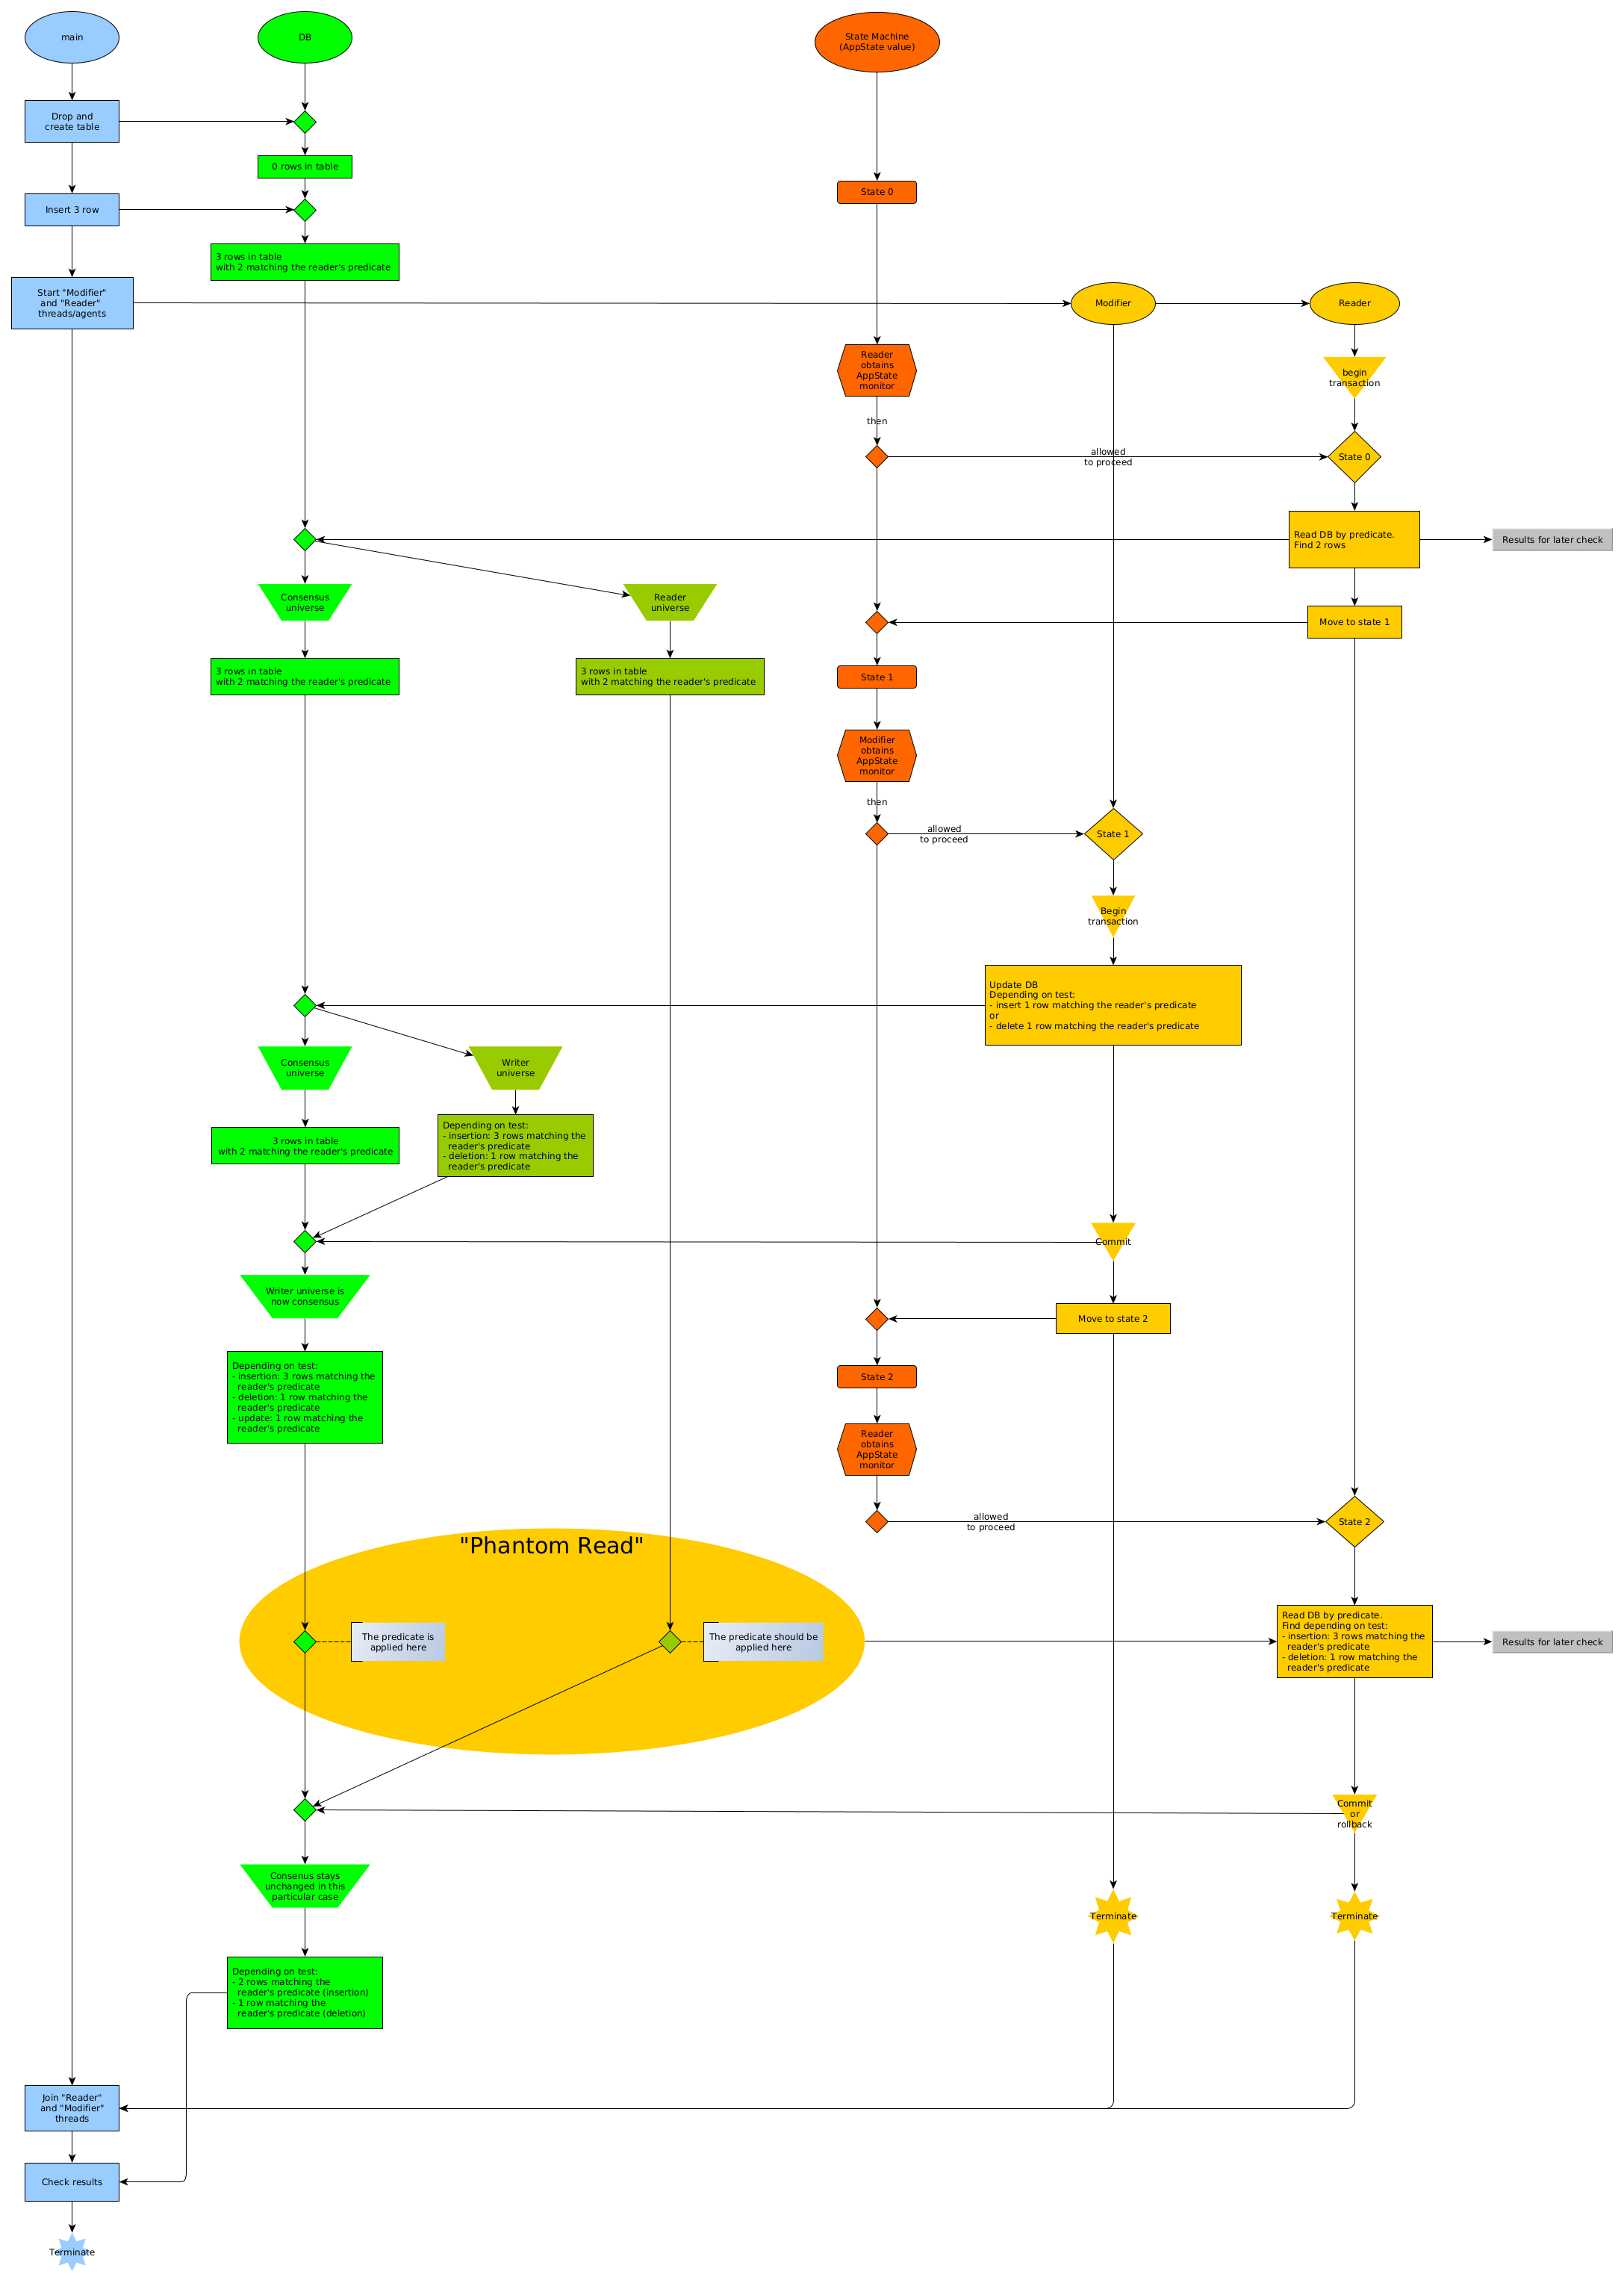 main
DB
State Machine
(AppState value)
Drop and
create table
0 rows in table
State 0
Insert 3 row
3 rows in table
with 2 matching the reader's predicate
Start "Modifier"
and "Reader"
threads/agents
Modifier
Reader
Reader
obtains
AppState
monitor
begin
transaction
then
allowed
to proceed
State 0
Read DB by predicate.
Find 2 rows
Results for later check
Consensus
universe
Reader
universe
Move to state 1
3 rows in table
with 2 matching the reader's predicate
3 rows in table
with 2 matching the reader's predicate
State 1
Modifier
obtains
AppState
monitor
then
allowed
to proceed
State 1
Begin
transaction
Update DB
Depending on test:
- insert 1 row matching the reader's predicate
or
- delete 1 row matching the reader's predicate
Consensus
universe
Writer
universe
3 rows in table
with 2 matching the reader's predicate
Depending on test:
- insertion: 3 rows matching the
reader's predicate
- deletion: 1 row matching the
reader's predicate
Commit
Writer universe is
now consensus
Move to state 2
Depending on test:
- insertion: 3 rows matching the
reader's predicate
- deletion: 1 row matching the
reader's predicate
- update: 1 row matching the
reader's predicate
State 2
Reader
obtains
AppState
monitor
allowed
to proceed
State 2
"Phantom Read"
The predicate is
applied here
The predicate should be
applied here
Read DB by predicate.
Find depending on test:
- insertion: 3 rows matching the
reader's predicate
- deletion: 1 row matching the
reader's predicate
Results for later check
Commit
or
rollback
Consenus stays
unchanged in this
particular case
Terminate
Terminate
Depending on test:
- 2 rows matching the
reader's predicate (insertion)
- 1 row matching the
reader's predicate (deletion)
Join "Reader"
and "Modifier"
threads
Check results
Terminate